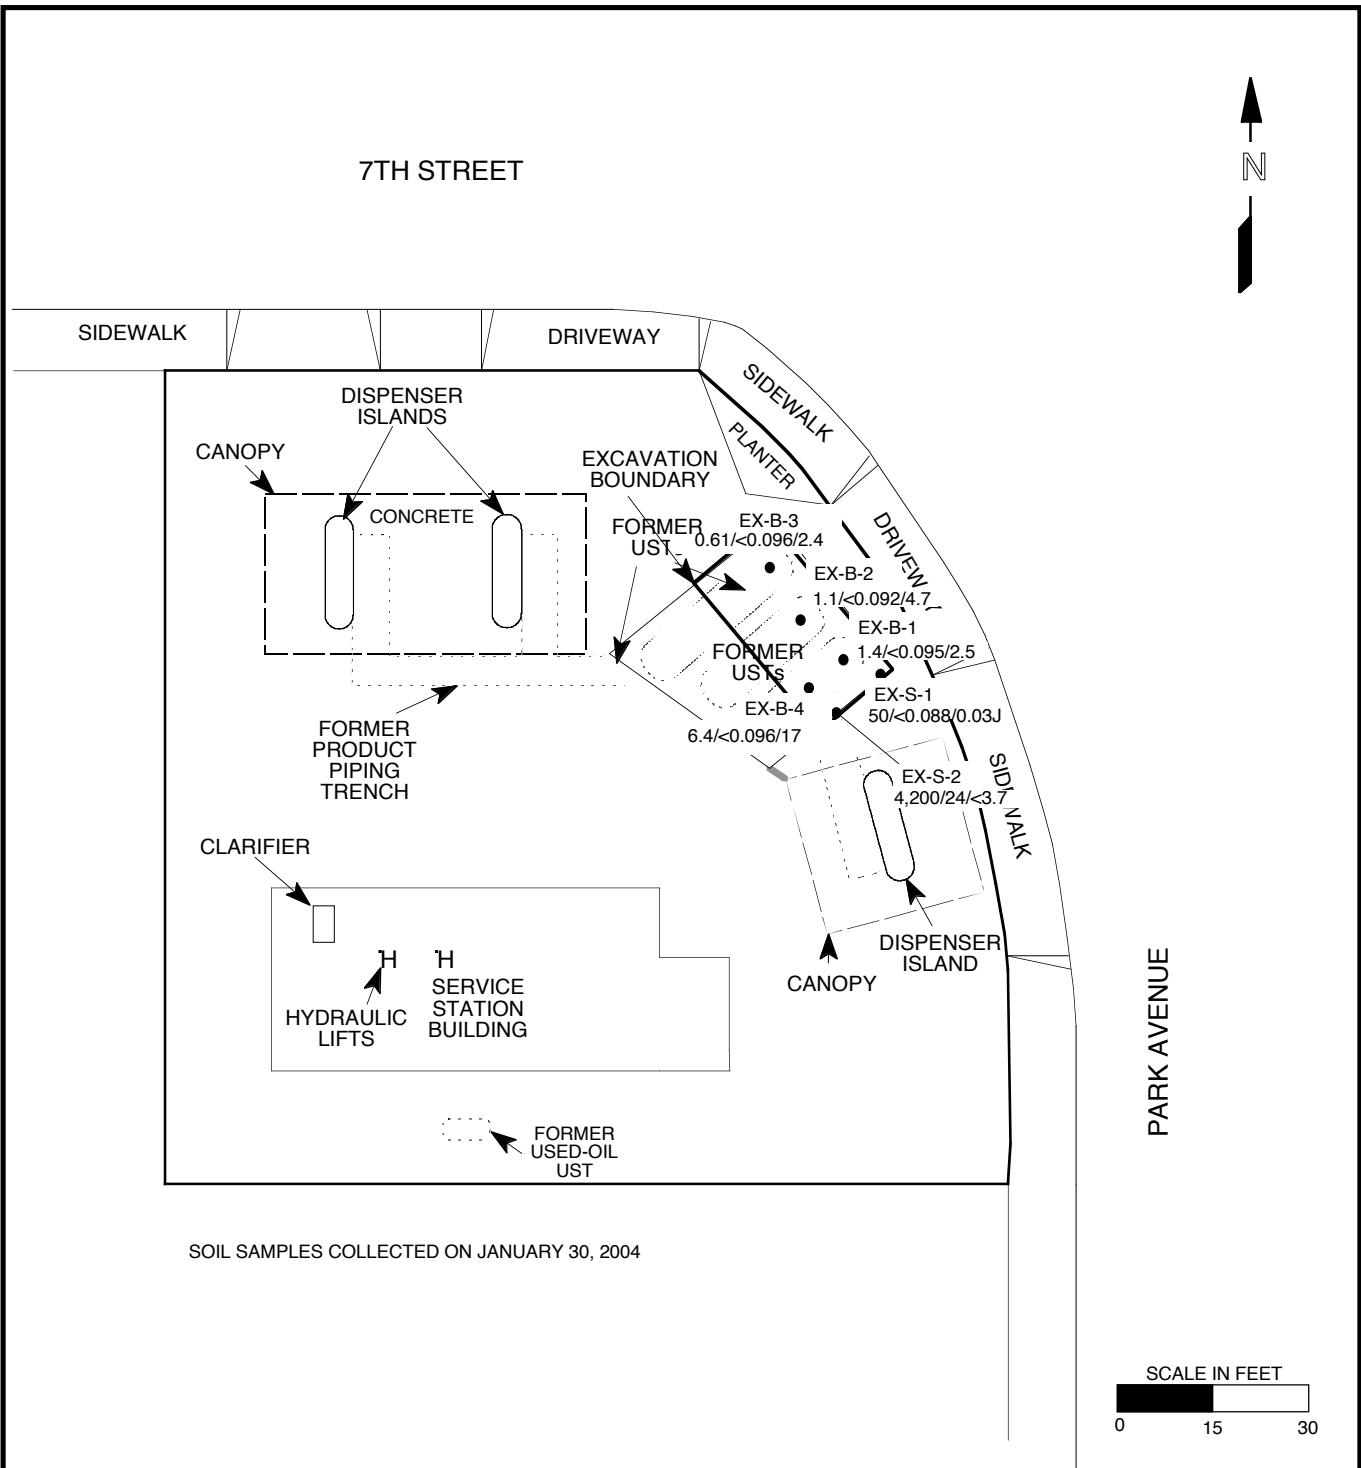 7TH STREET
N
SIDEWALK
DRIVEWAY
SIDEWALK
PLANTER
DISPENSER
ISLANDS
CANOPY
CONCRETE
EXCAVATION
BOUNDARY
FORMER
UST
EX-B-3
0.61/<0.096/2.4
EX-B-2
1.1/<0.092/4.7
EX-B-1
1.4/<0.095/2.5
FORMER
USTs
EX-B-4
6.4/<0.096/17
EX-S-1
50/<0.088/0.03J
EX-S-2
4,200/24/<3.7
FORMER
PRODUCT
PIPING
TRENCH
CLARIFIER
H H
HYDRAULIC
LIFTS
SERVICE
STATION
BUILDING
CANOPY
DISPENSER
ISLAND
PARK AVENUE
FORMER
USED-OIL
UST
SOIL SAMPLES COLLECTED ON JANUARY 30, 2004
SCALE IN FEET
0 15 30